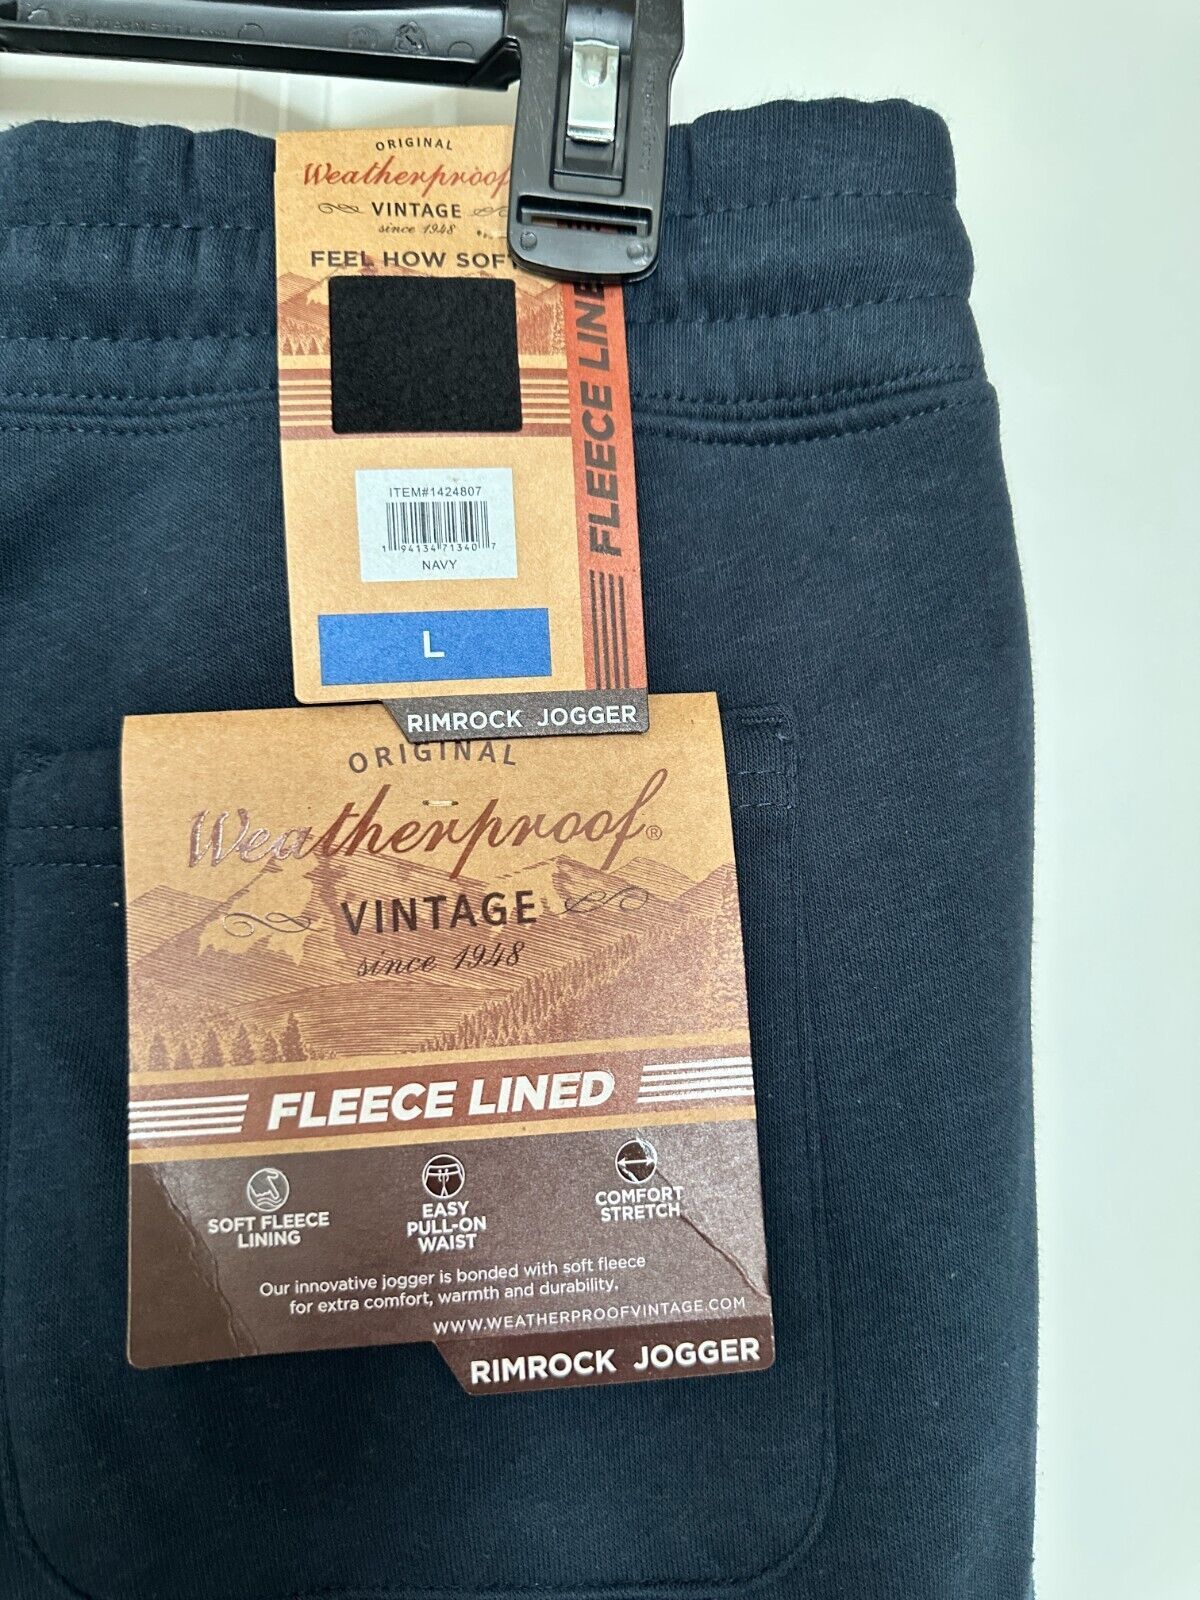 ORIGINAL
Weatherproof
VINTAGE
since 1948
FEEL HOW SOFT
FLEECE LINE
ITEM#1424807
1 94134 71340 7
NAVY
L
RIMROCK JOGGER
ORIGINAL
Weatherproof®
VINTAGE
since 1948
FLEECE LINED
SOFT FLEECE
LINING
EASY
PULL-ON
WAIST
COMFORT
STRETCH
Our innovative jogger is bonded with soft fleece
for extra comfort, warmth and durability.
WWW.WEATHERPROOFVINTAGE.COM
RIMROCK JOGGER